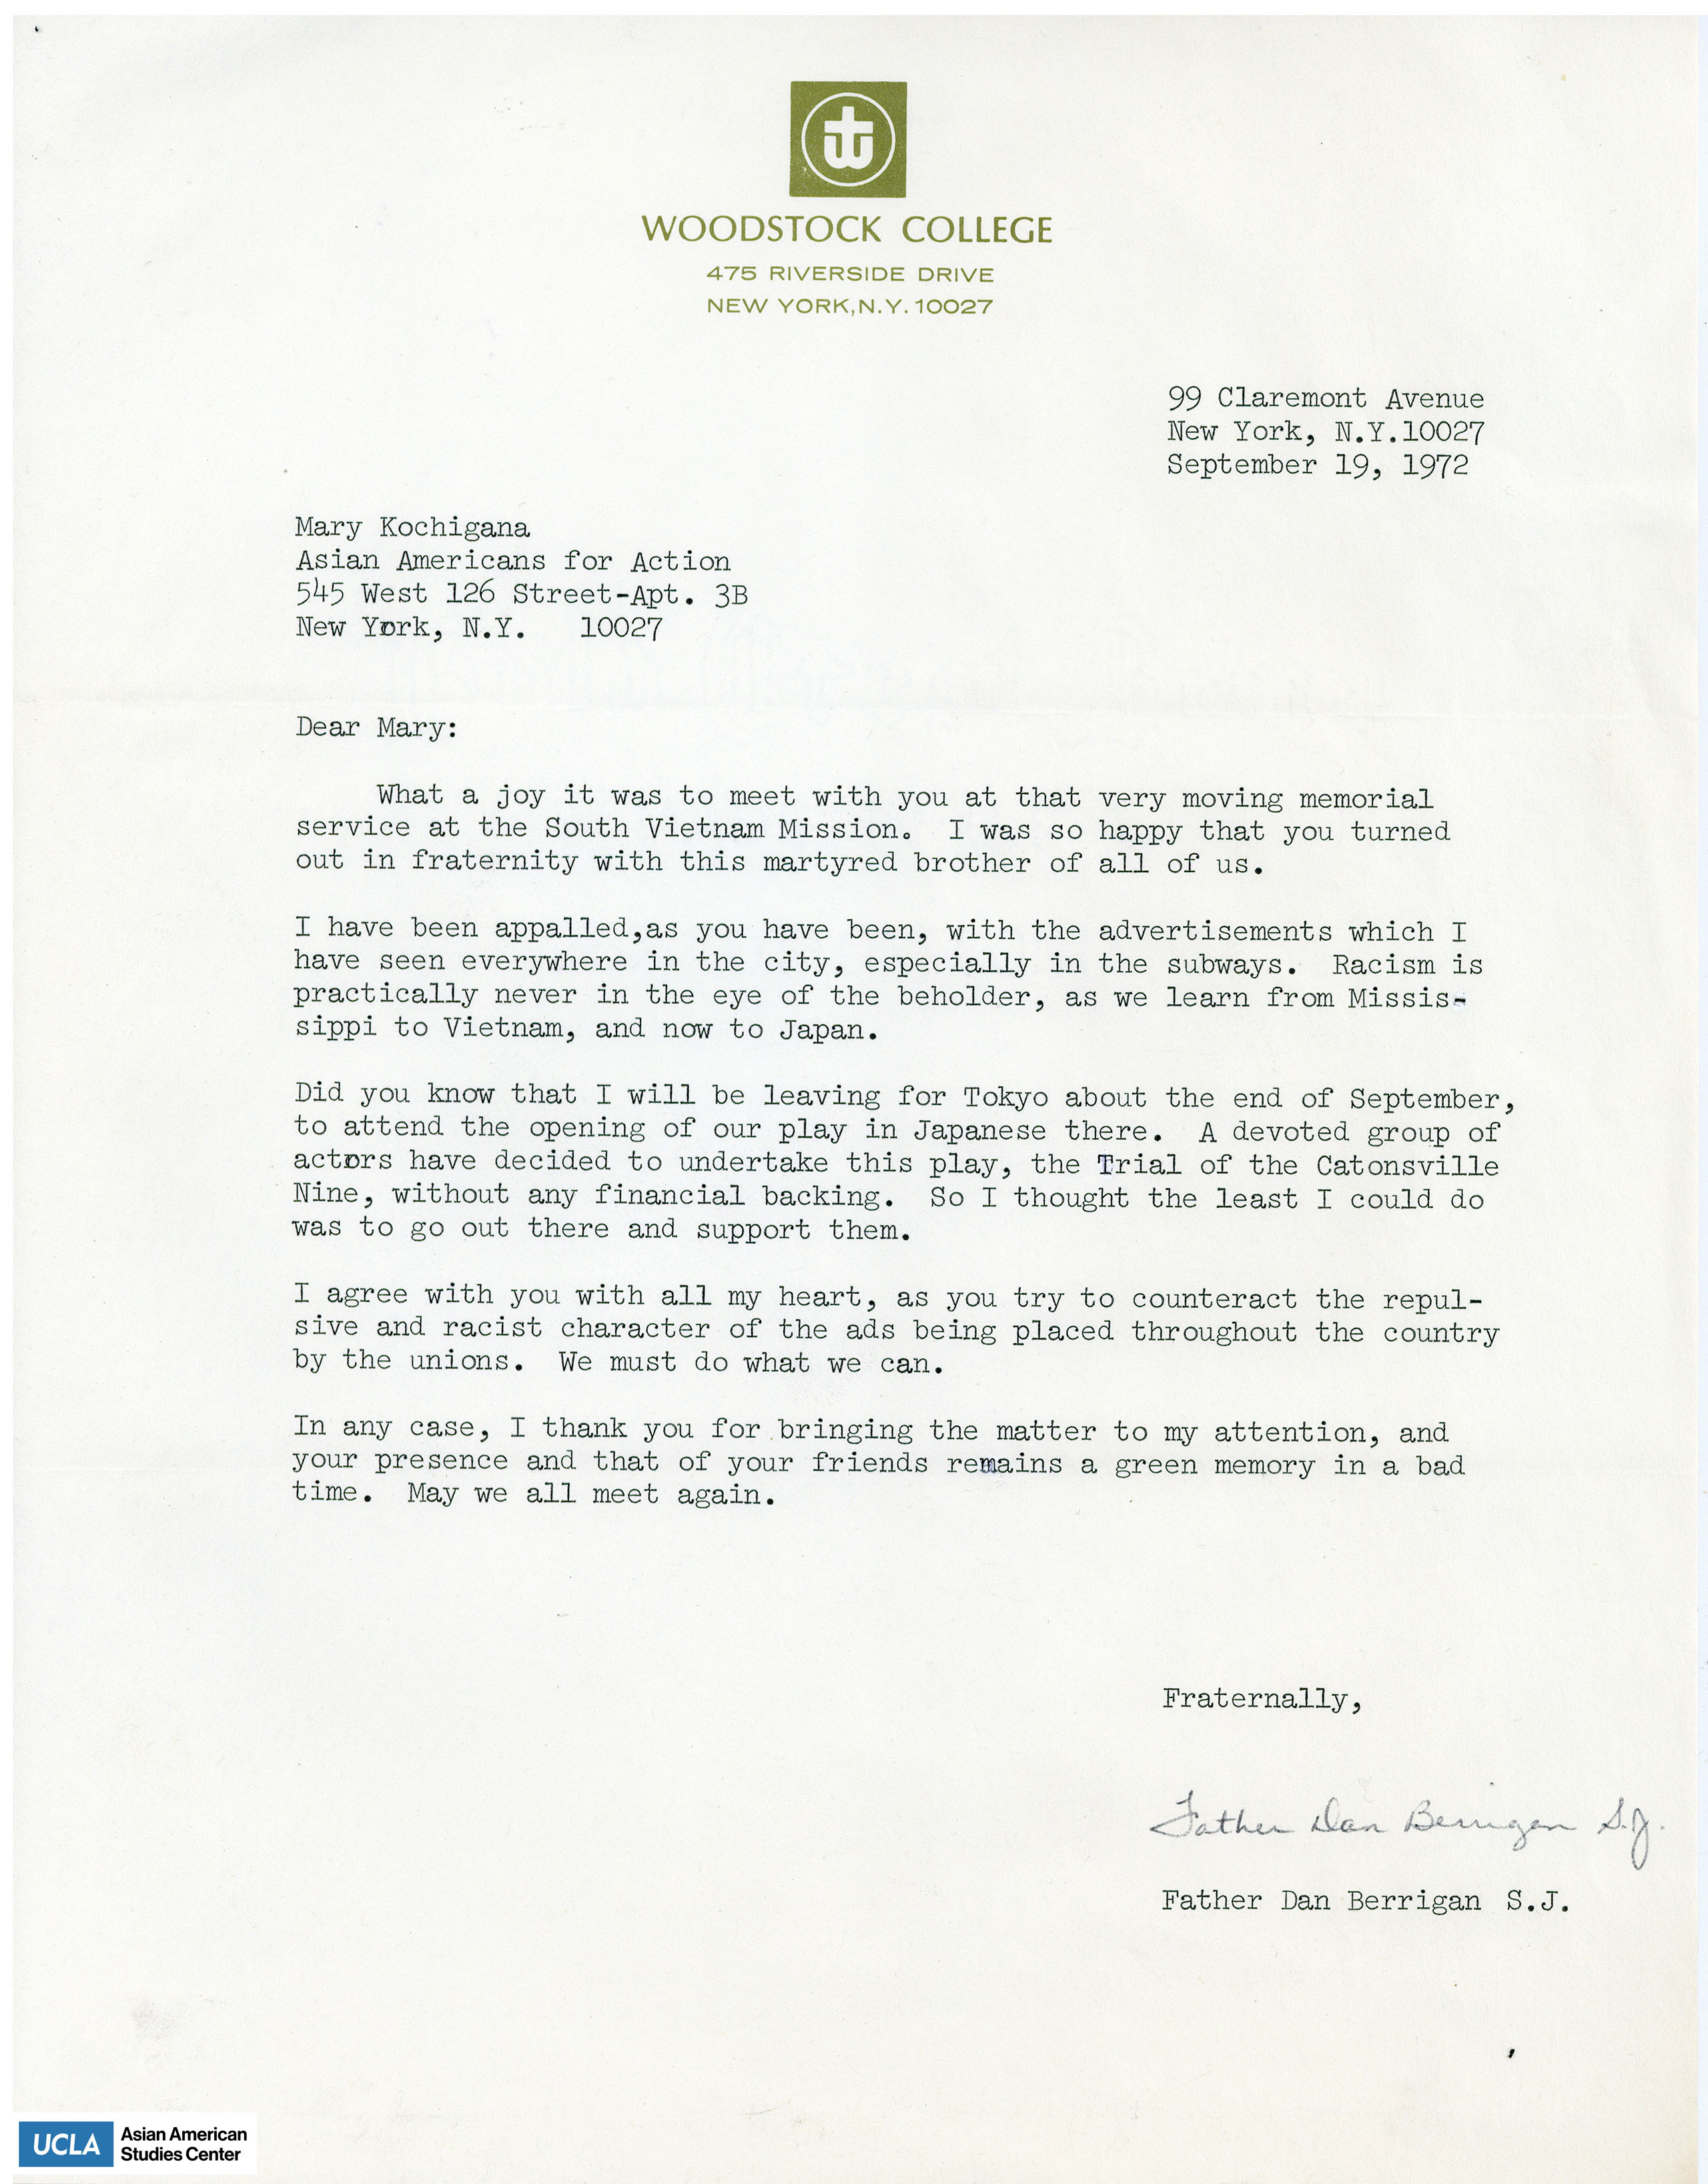 WOODSTOCK COLLEGE
475 RIVERSIDE DRIVE
NEW YORK, N.Y. 10027
99 Claremont Avenue
New York, N.Y.10027
September 19, 1972
Mary Kochigana
Asian Americans for Action
545 West 126 Street-Apt. 3B
New York, N.Y. 10027
Dear Mary:
What a joy it was to meet with you at that very moving memorial
service at the South Vietnam Mission. I was so happy that you turned
out in fraternity with this martyred brother of all of us.
I have been appalled,as you have been, with the advertisements which I
have seen everywhere in the city, especially in the subways. Racism is
practically never in the eye of the beholder, as we learn from Missis-
sippi to Vietnam, and now to Japan.
Did you know that I will be leaving for Tokyo about the end of September,
to attend the opening of our play in Japanese there. A devoted group of
actors have decided to undertake this play, the Trial of the Catonsville
Nine, without any financial backing. So I thought the least I could do
was to go out there and support them.
I agree with you with all my heart, as you try to counteract the repul-
sive and racist character of the ads being placed throughout the country
by the unions. We must do what we can.
In any case, I thank you for bringing the matter to my attention, and
your presence and that of your friends remains a green memory in a bad
time. May we all meet again.
Fraternally,
Father Dan Berrigan S.J.
Father Dan Berrigan S.J.
UCLA Asian American
Studies Center